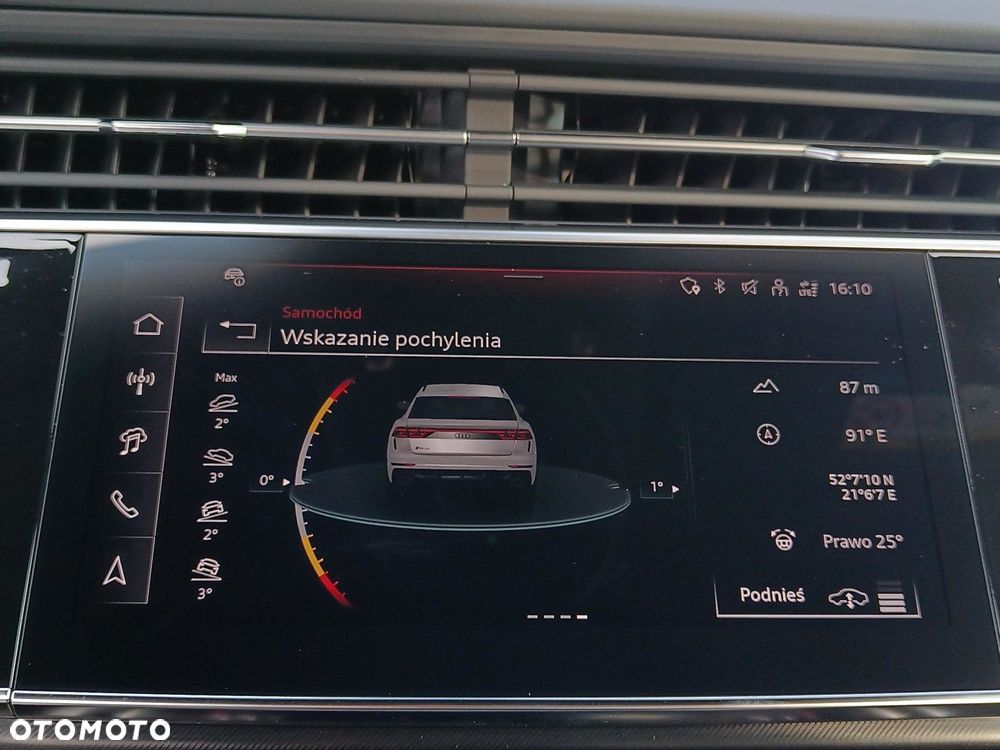 LTE
16:10
Samochód
Wskazanie pochylenia
Max
2°
3°
2°
3°
0°
1°
87 m
A
91° E
52°7'10 N
21°6'7 E
Prawo 25°
Podnieś
OTOMOTO